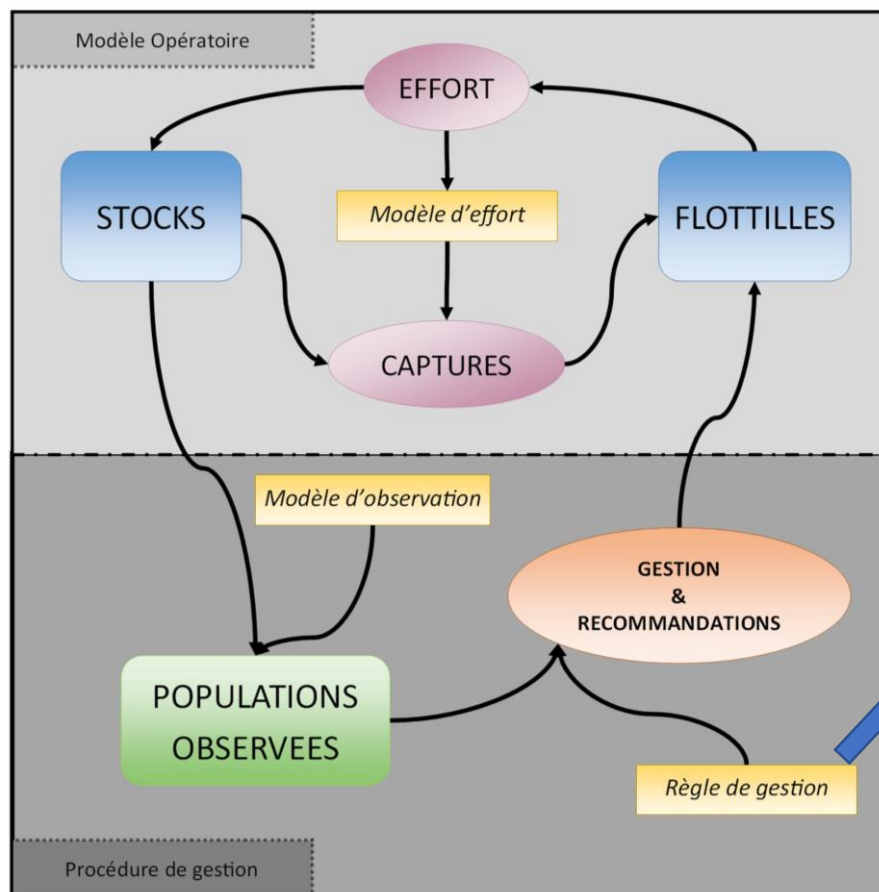 Modèle Opératoire
EFFORT
STOCKS
Modèle d'effort
FLOTTILLES
CAPTURES
Modèle d'observation
GESTION
&
RECOMMANDATIONS
POPULATIONS
OBSERVEES
Règle de gestion
Procédure de gestion